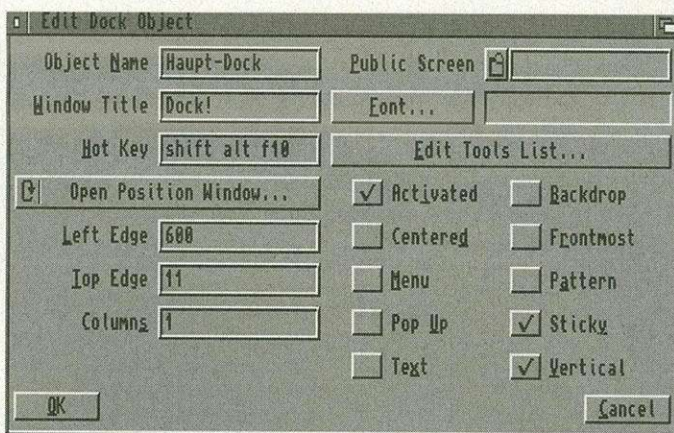 Edit Dock Object
Object Name Haupt-Dock
Public Screen
Window Title Dock!
Font...
Hot Key shift alt f10
Edit Tools List...
Open Position Window...
Activated
Backdrop
Left Edge 600
Centered
Frontmost
Top Edge 11
Menu
Pattern
Columns 1
Pop Up
Sticky
Text
Vertical
OK
Cancel